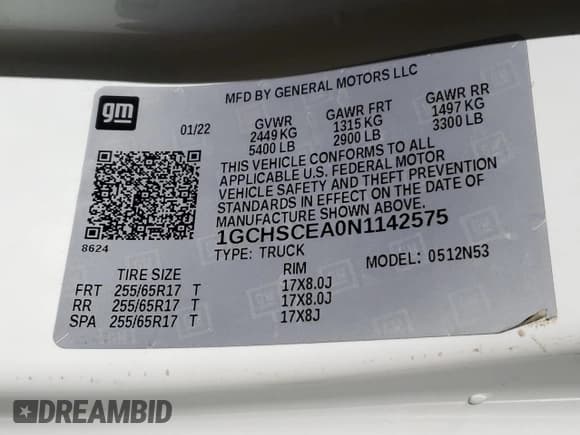 MFD BY GENERAL MOTORS LLC
gm
01/22
GVWR GAWR FRT GAWR RR
2449 KG 1315 KG 1497 KG
5400 LB 2900 LB 3300 LB
THIS VEHICLE CONFORMS TO ALL
APPLICABLE U.S. FEDERAL MOTOR
VEHICLE SAFETY AND THEFT PREVENTION
STANDARDS IN EFFECT ON THE DATE OF
MANUFACTURE SHOWN ABOVE.
8624
1GCHSCEA0N1142575
TYPE: TRUCK MODEL: 0512N53
TIRE SIZE RIM
FRT 255/65R17 T 17X8.0J
RR 255/65R17 T 17X8.0J
SPA 255/65R17 T 17X8J
DREAMBID